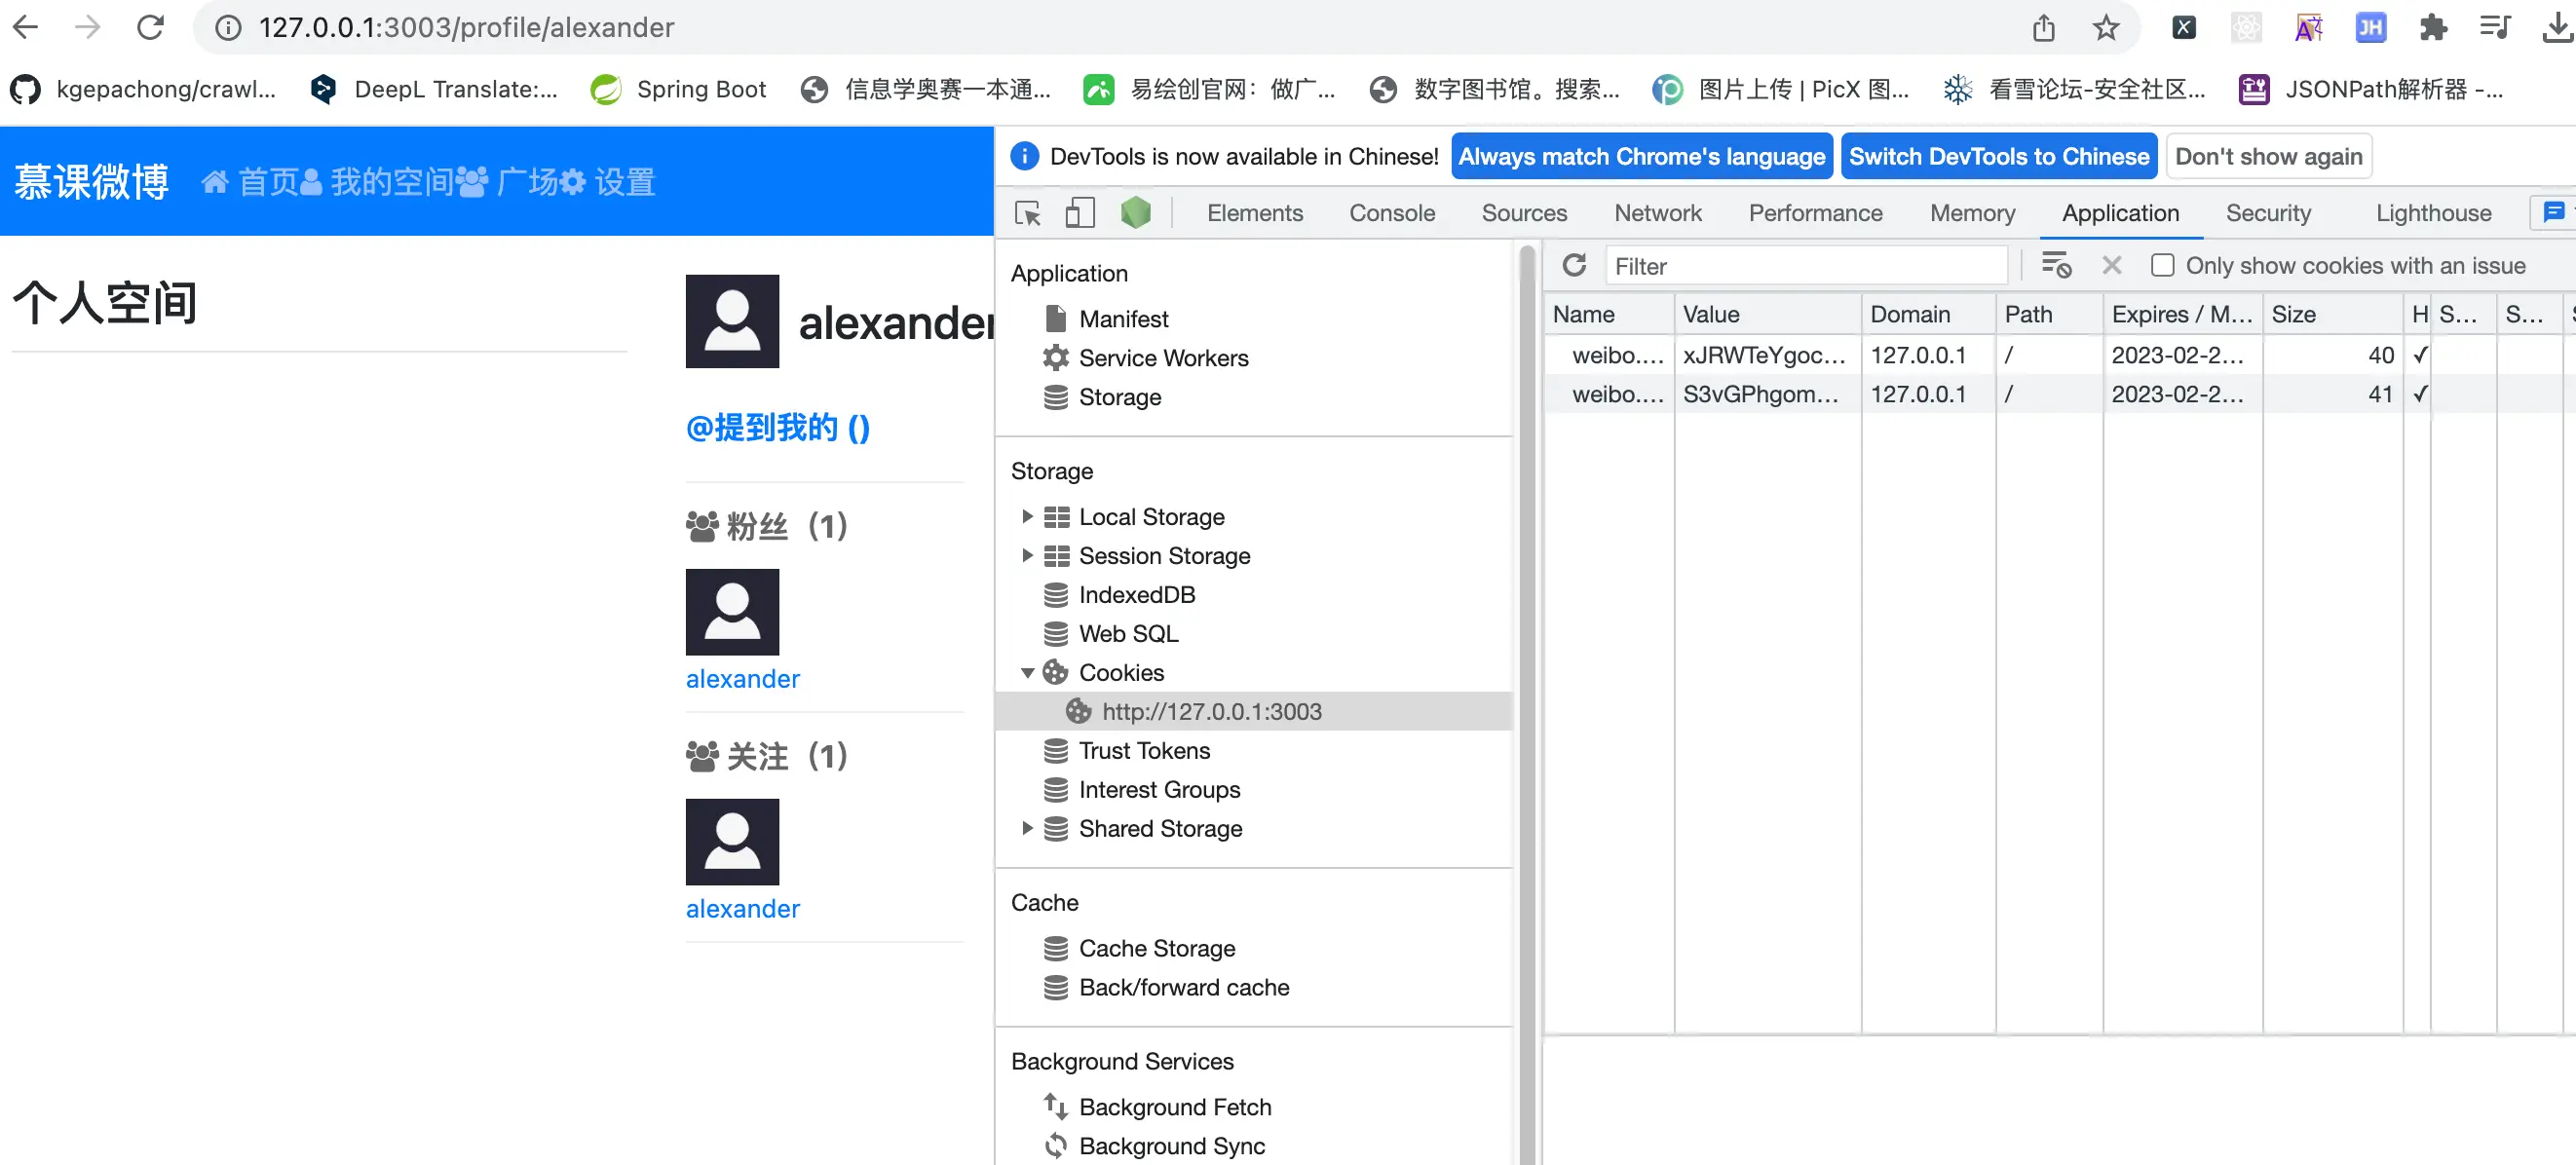 127.0.0.1:3003/profile/alexander
kgepachong/crawl... DeepL Translate:... Spring Boot 信息学奥赛一本通... 易绘创官网：做广... 数字图书馆。搜索... 图片上传 | PicX 图... 看雪论坛-安全社区... JSONPath解析器 -...
慕课微博 首页 我的空间 广场 设置
个人空间
alexander
@提到我的 ()
粉丝（1）
alexander
关注（1）
alexander
DevTools is now available in Chinese! Always match Chrome's language Switch DevTools to Chinese Don't show again
Elements Console Sources Network Performance Memory Application Security Lighthouse
Application
Manifest
Service Workers
Storage
Storage
Local Storage
Session Storage
IndexedDB
Web SQL
Cookies
http://127.0.0.1:3003
Trust Tokens
Interest Groups
Shared Storage
Cache
Cache Storage
Back/forward cache
Background Services
Background Fetch
Background Sync
Filter Only show cookies with an issue
Name Value Domain Path Expires / M... Size H S... S...
weibo.... xJRWTeYgoc... 127.0.0.1 / 2023-02-2... 40 ✓
weibo.... S3vGPhgom... 127.0.0.1 / 2023-02-2... 41 ✓
JH